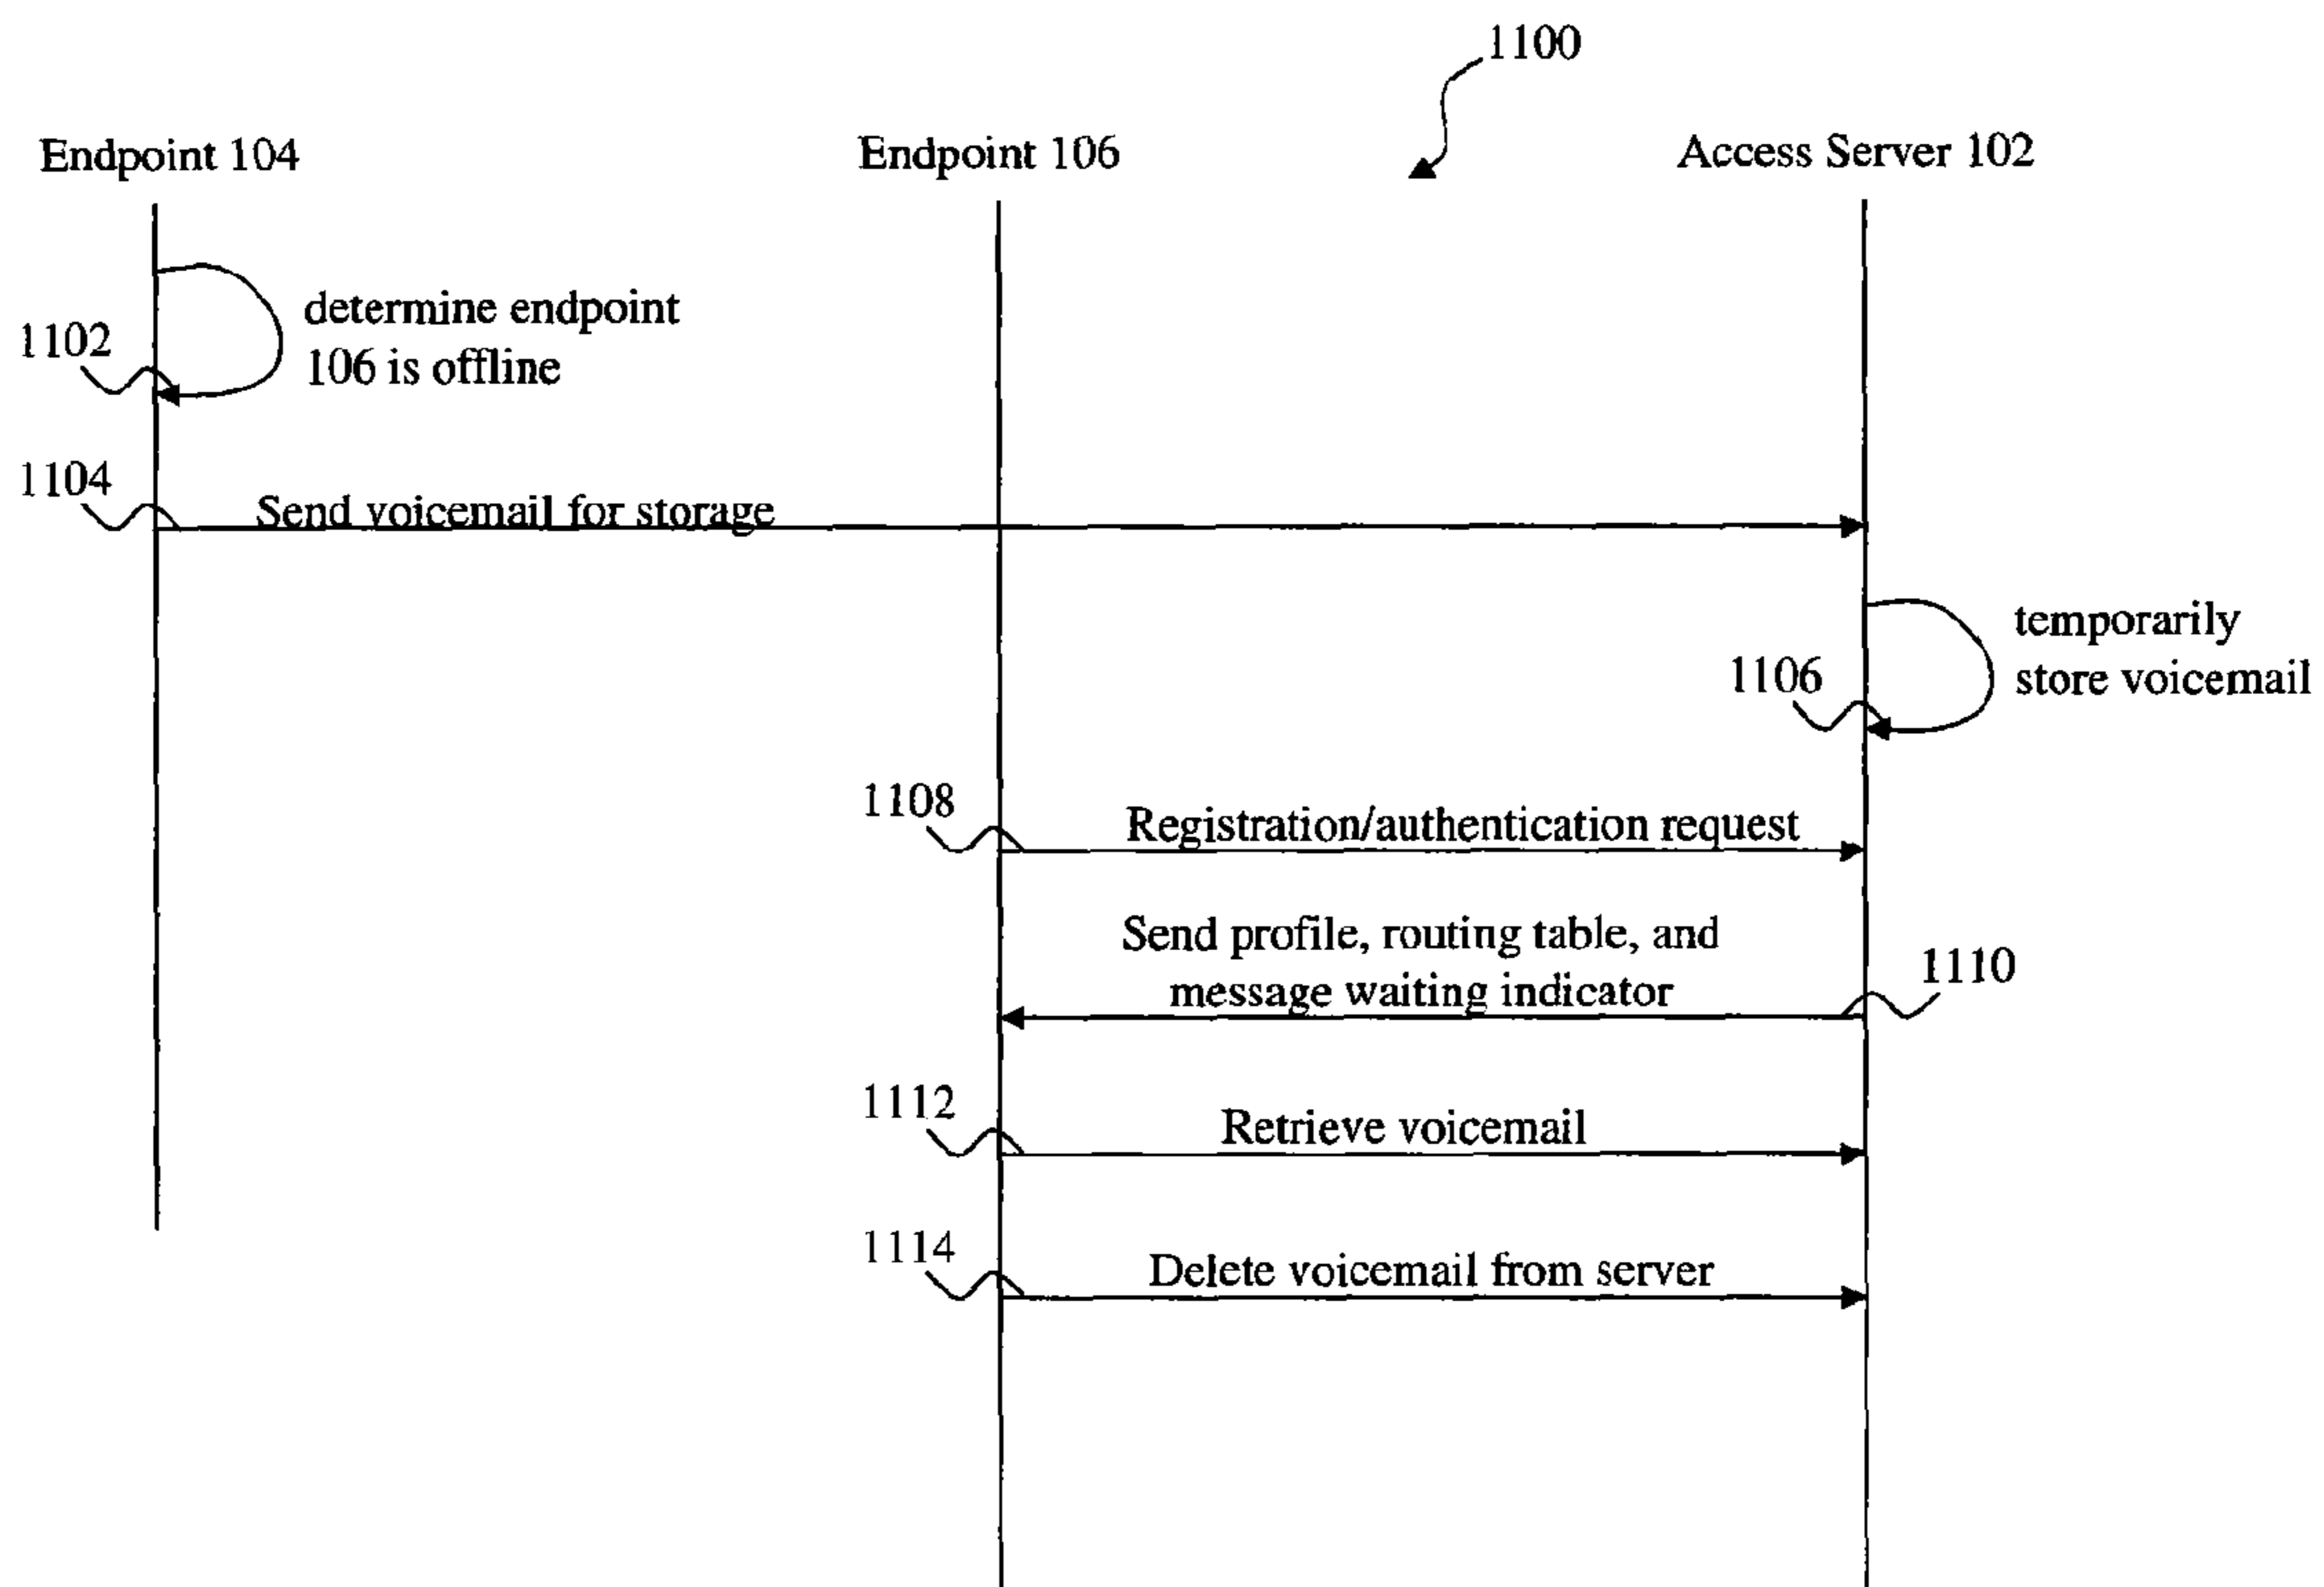 1100
Endpoint 104
Endpoint 106
Access Server 102
determine endpoint
106 is offline
1102
1104
Send voicemail for storage
temporarily
store voicemail
1106
1108
Registration/authentication request
Send profile, routing table, and
message waiting indicator
1110
1112
Retrieve voicemail
1114
Delete voicemail from server